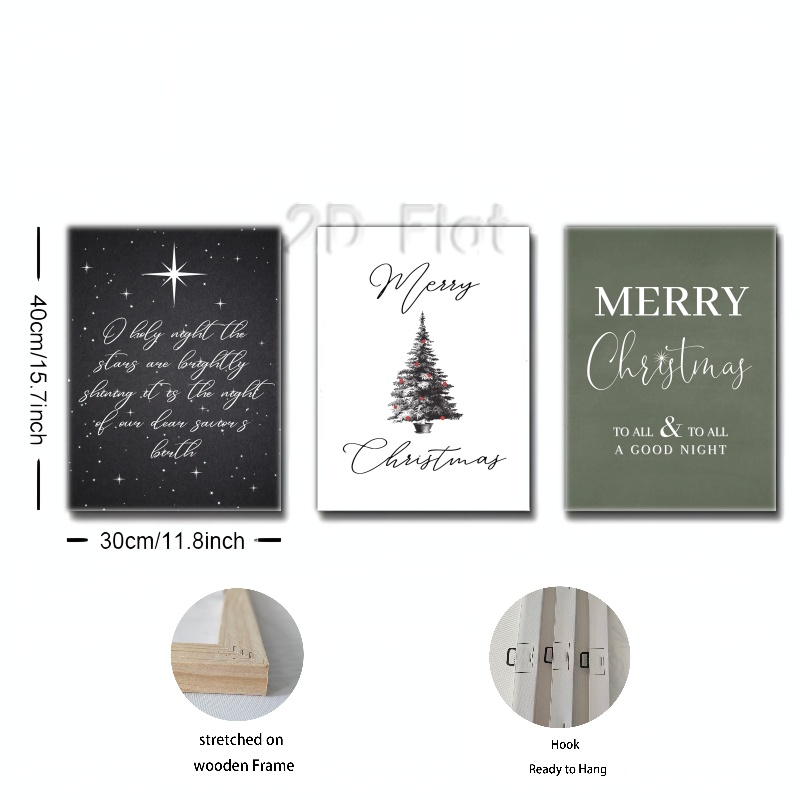 2D Flat
O holy night the
stars are brightly
shining it is the night
of our dear savior's
birth
Merry
Christmas
MERRY
Christmas
TO ALL & TO ALL
A GOOD NIGHT
40cm/15.7inch
30cm/11.8inch
stretched on
wooden Frame
Hook
Ready to Hang